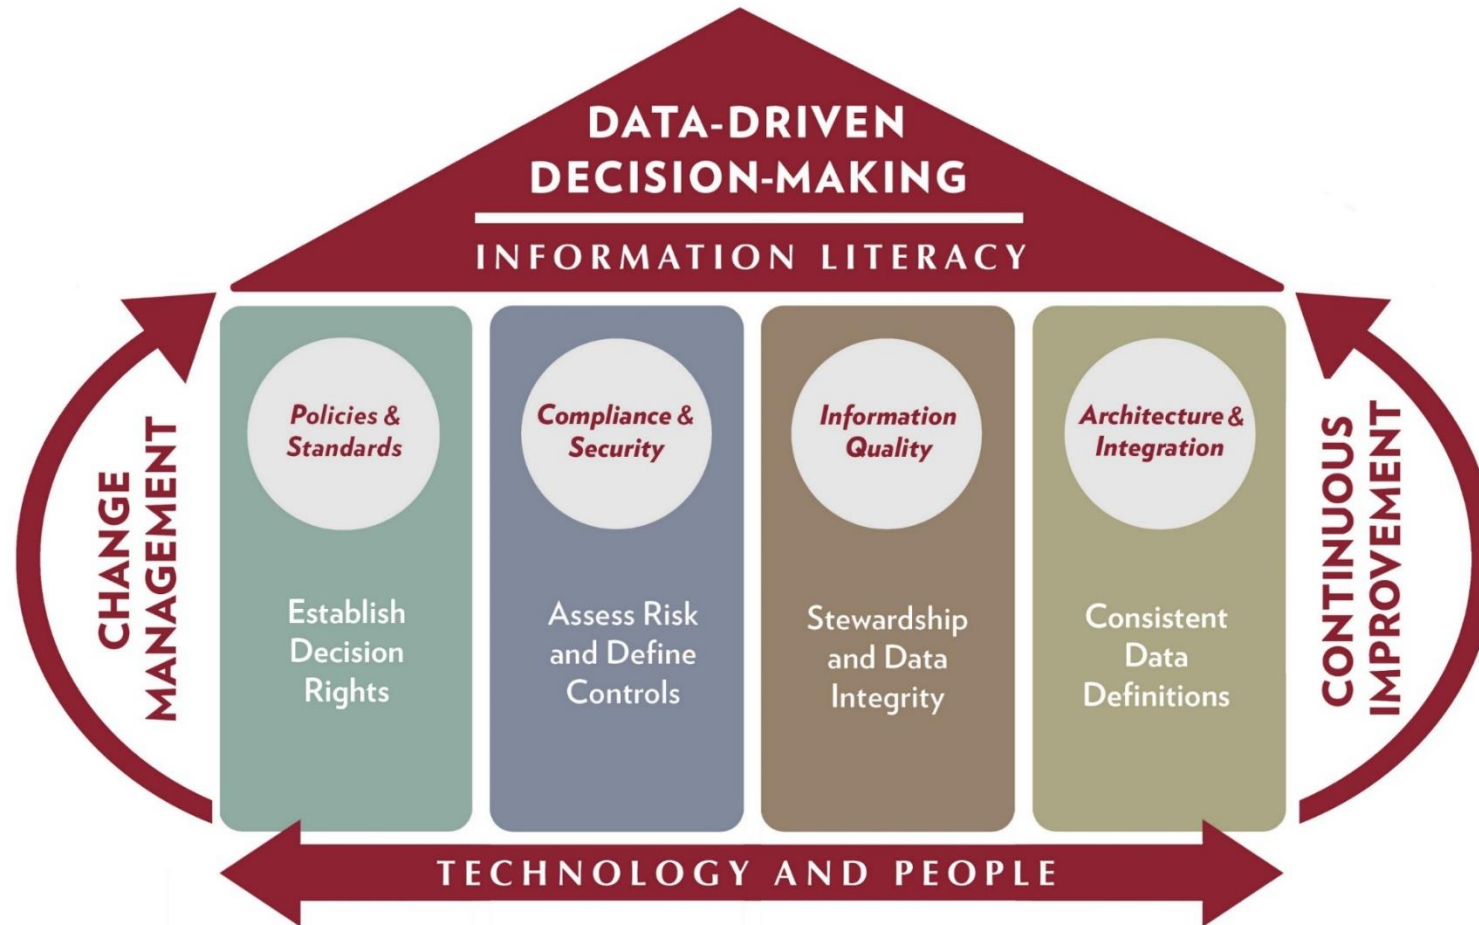 DATA-DRIVEN
DECISION-MAKING
INFORMATION LITERACY
CHANGE
MANAGEMENT
Policies &
Standards
Establish
Decision
Rights
Compliance &
Security
Assess Risk
and Define
Controls
Information
Quality
Stewardship
and Data
Integrity
Architecture &
Integration
Consistent
Data
Definitions
CONTINUOUS
IMPROVEMENT
TECHNOLOGY AND PEOPLE